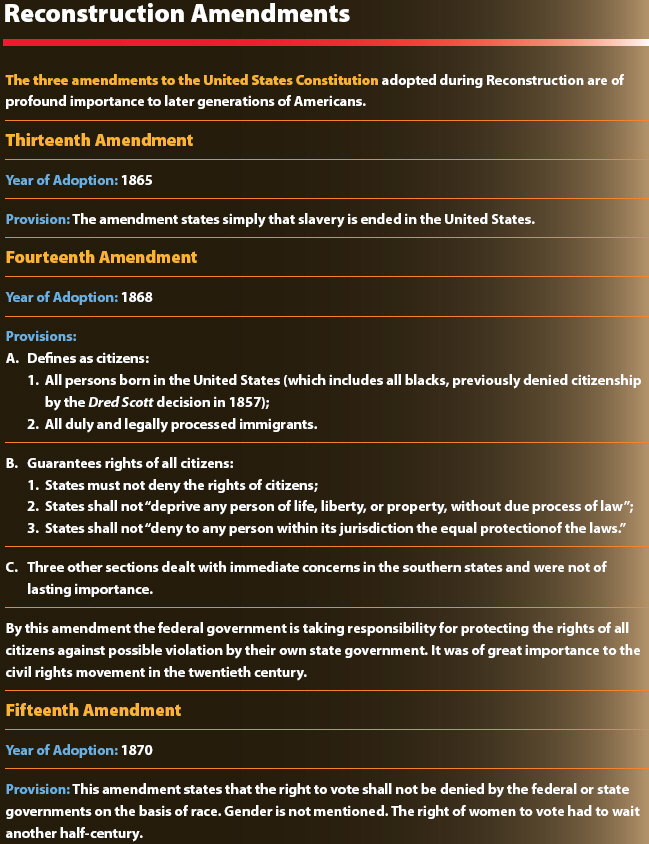 Reconstruction Amendments
The three amendments to the United States Constitution adopted during Reconstruction are of
profound importance to later generations of Americans.
Thirteenth Amendment
Year of Adoption: 1865
Provision: The amendment states simply that slavery is ended in the United States.
Fourteenth Amendment
Year of Adoption: 1868
Provisions:
A. Defines as citizens:
1. All persons born in the United States (which includes all blacks, previously denied citizenship
by the Dred Scott decision in 1857);
2. All duly and legally processed immigrants.
B. Guarantees rights of all citizens:
1. States must not deny the rights of citizens;
2. States shall not “deprive any person of life, liberty, or property, without due process of law”;
3. States shall not “deny to any person within its jurisdiction the equal protectionof the laws.”
C. Three other sections dealt with immediate concerns in the southern states and were not of
lasting importance.
By this amendment the federal government is taking responsibility for protecting the rights of all
citizens against possible violation by their own state government. It was of great importance to the
civil rights movement in the twentieth century.
Fifteenth Amendment
Year of Adoption: 1870
Provision: This amendment states that the right to vote shall not be denied by the federal or state
governments on the basis of race. Gender is not mentioned. The right of women to vote had to wait
another half-century.